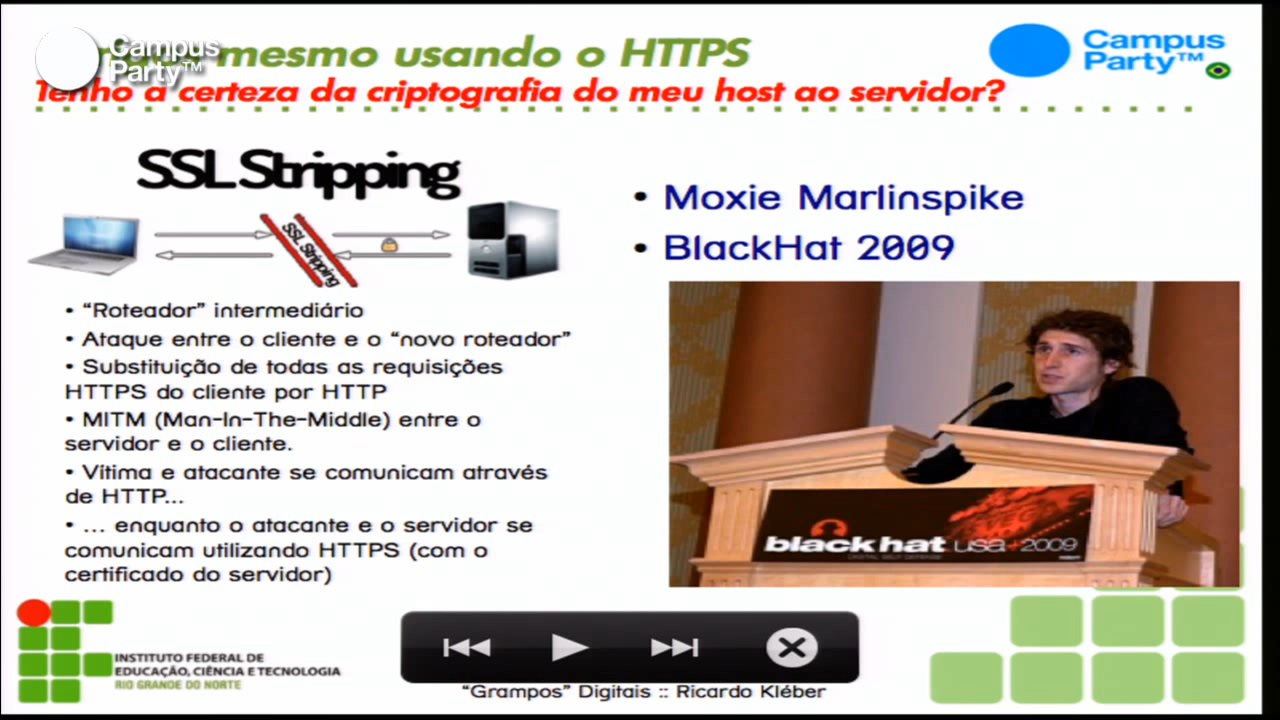 Campus
Party™
mesmo usando o HTTPS
Campus
Party™
Tenho a certeza da criptografia do meu host ao servidor?
SSL Stripping
SSL Stripping
• Moxie Marlinspike
• BlackHat 2009
• “Roteador” intermediário
• Ataque entre o cliente e o “novo roteador”
• Substituição de todas as requisições
HTTPS do cliente por HTTP
• MITM (Man-In-The-Middle) entre o
servidor e o cliente.
• Vítima e atacante se comunicam através
de HTTP...
• ... enquanto o atacante e o servidor se
comunicam utilizando HTTPS (com o
certificado do servidor)
black hat usa + 2009
DIGITAL SELF DEFENSE
INSTITUTO FEDERAL DE
EDUCAÇÃO, CIÊNCIA E TECNOLOGIA
RIO GRANDE DO NORTE
“Grampos” Digitais :: Ricardo Kléber